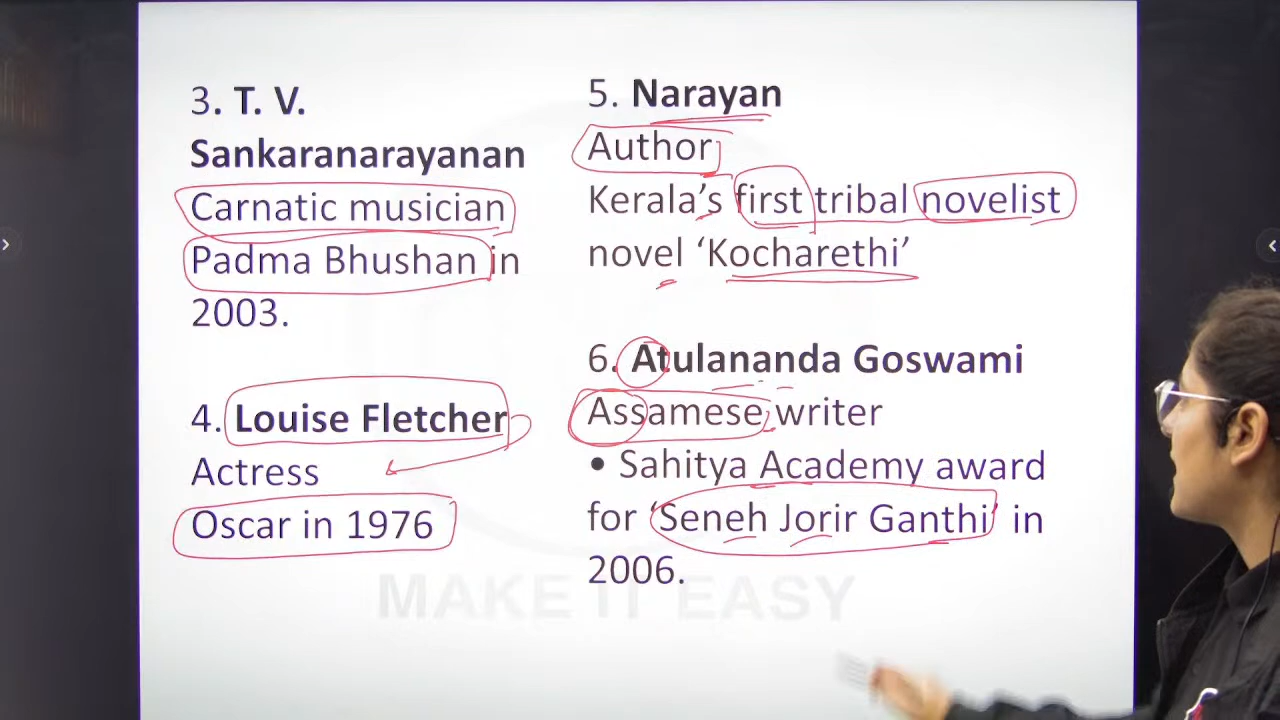 3. T. V.
Sankaranarayanan
Carnatic musician
Padma Bhushan in
2003.
4. Louise Fletcher
Actress
Oscar in 1976
5. Narayan
Author
Kerala's first tribal novelist
novel ‘Kocharethi’
6. Atulananda Goswami
Assamese writer
• Sahitya Academy award
for ‘Seneh Jorir Ganthi’ in
2006.
MAKE IT EASY